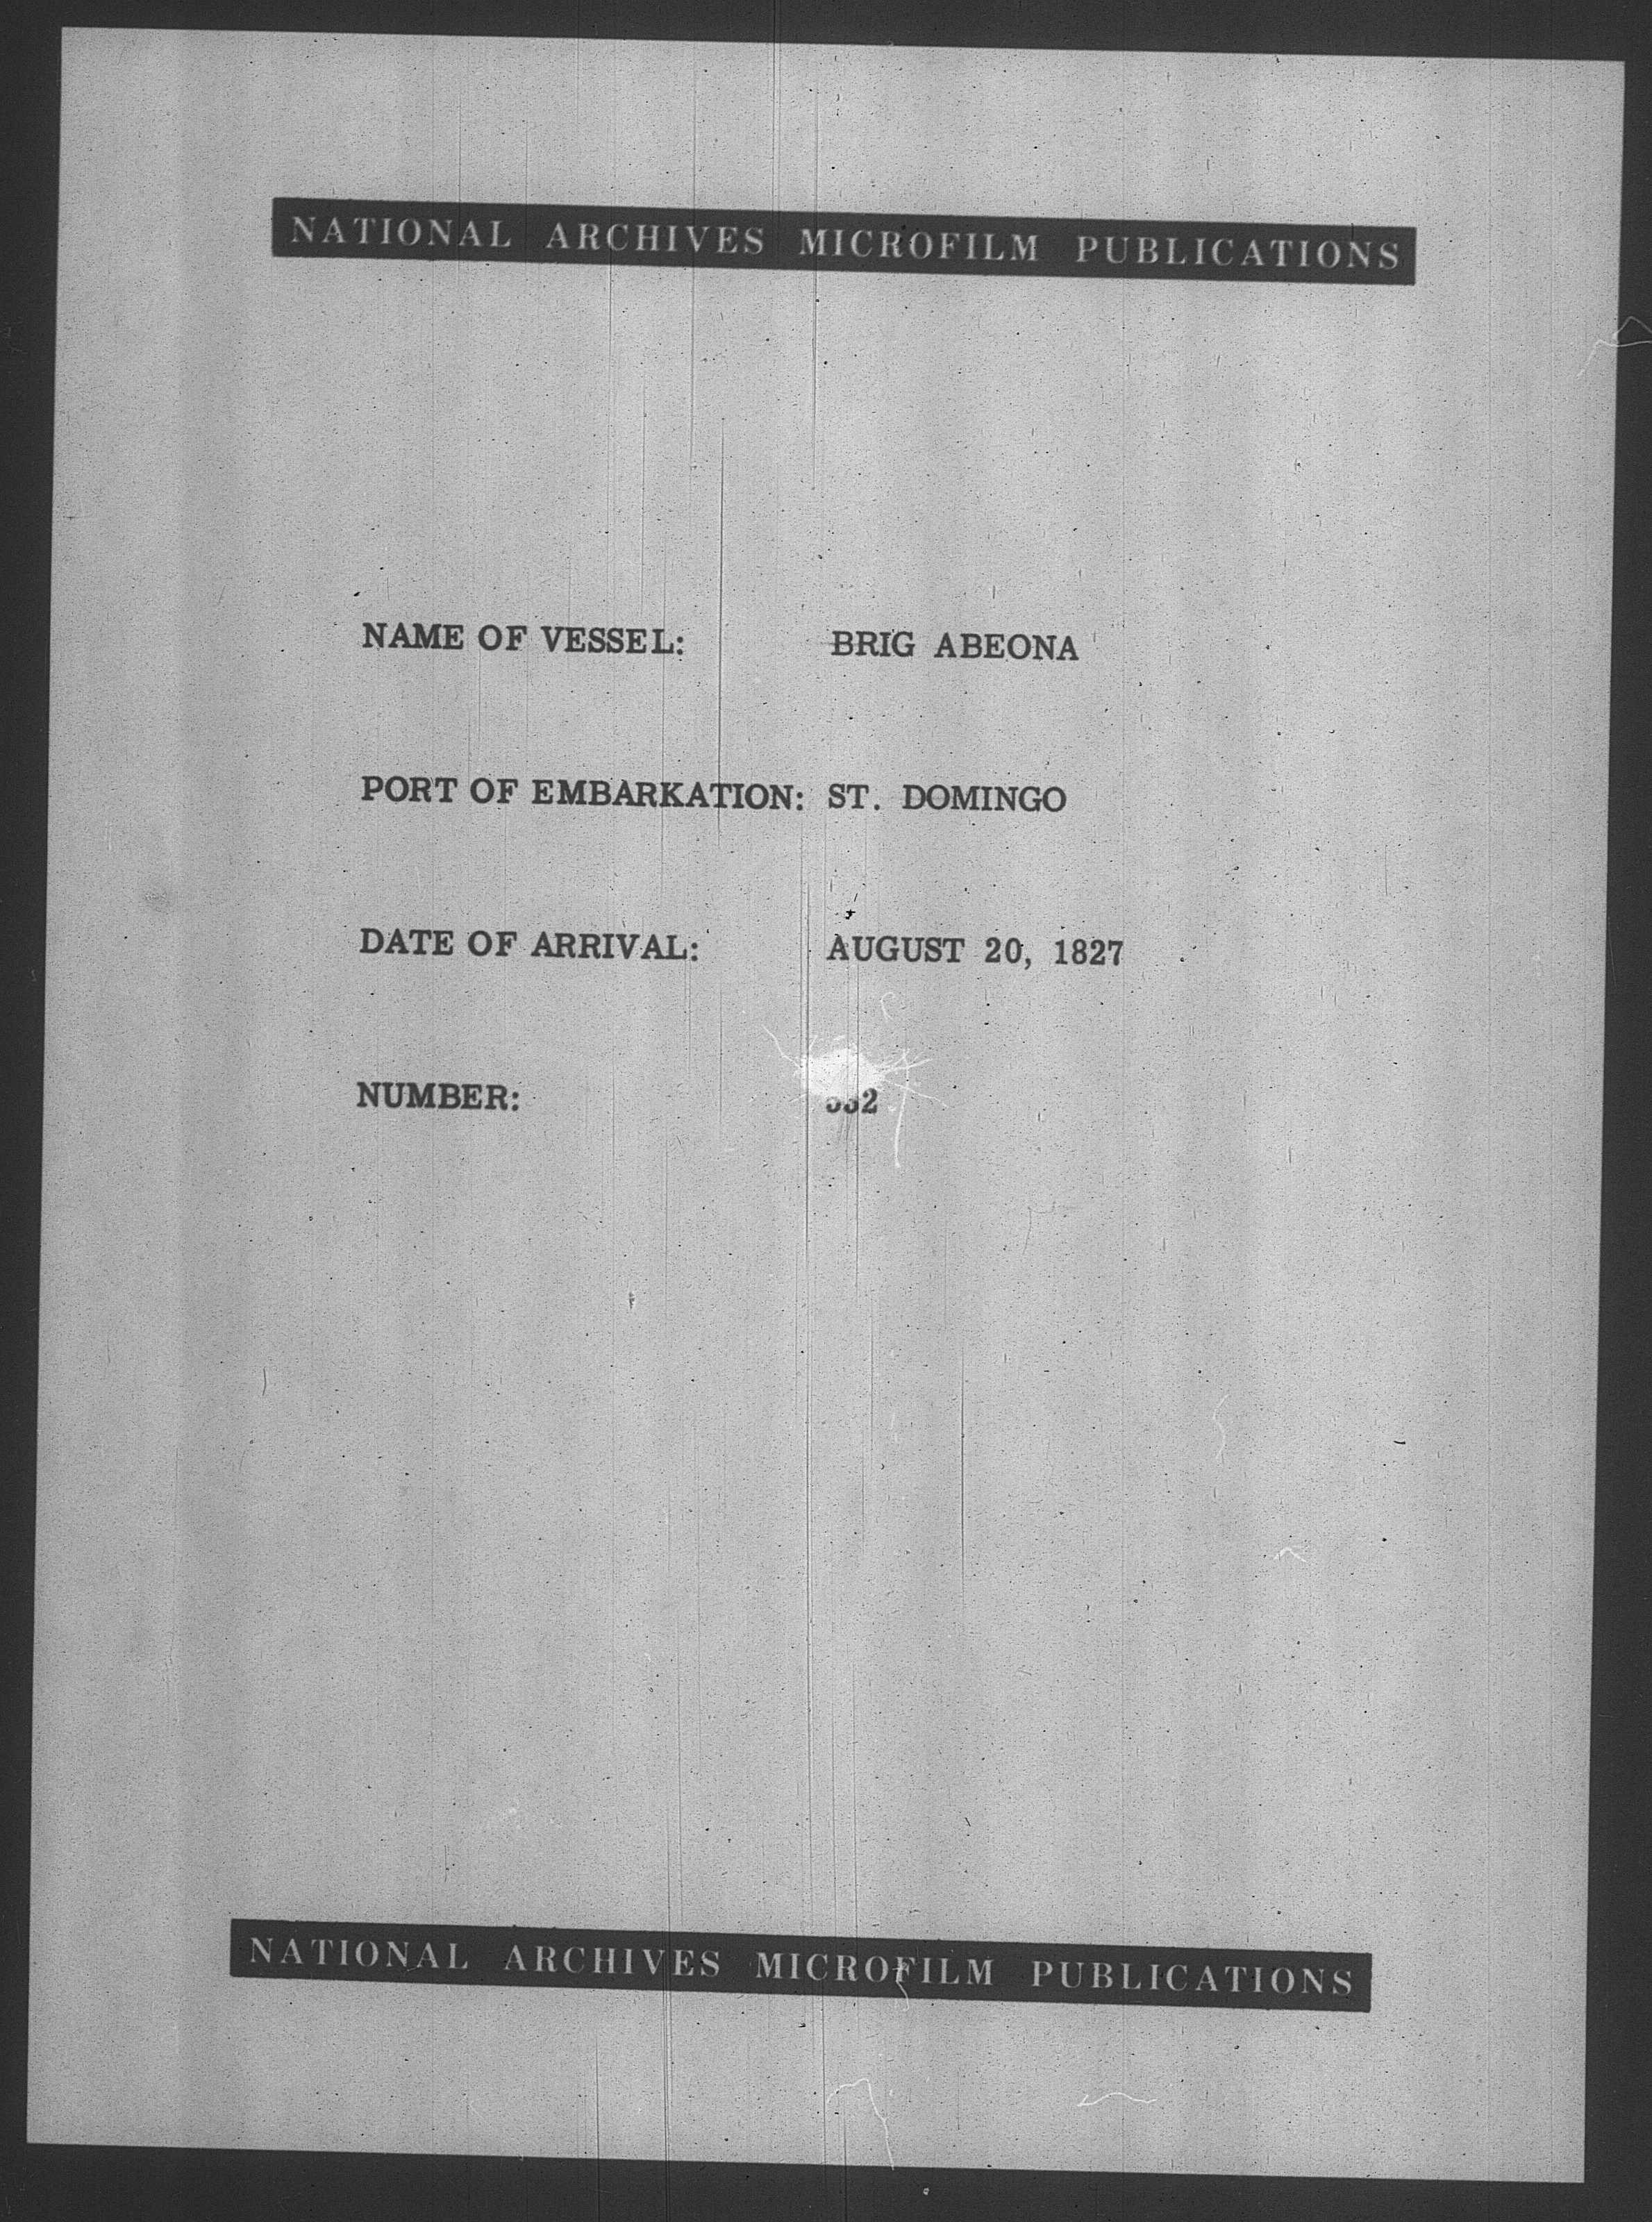 NATIONAL ARCHIVES MICROFILM PUBLICATIONS
NAME OF VESSEL: BRIG ABEONA
PORT OF EMBARKATION: ST. DOMINGO
DATE OF ARRIVAL: AUGUST 20, 1827
NUMBER:
NATIONAL ARCHIVES MICROFILM PUBLICATIONS